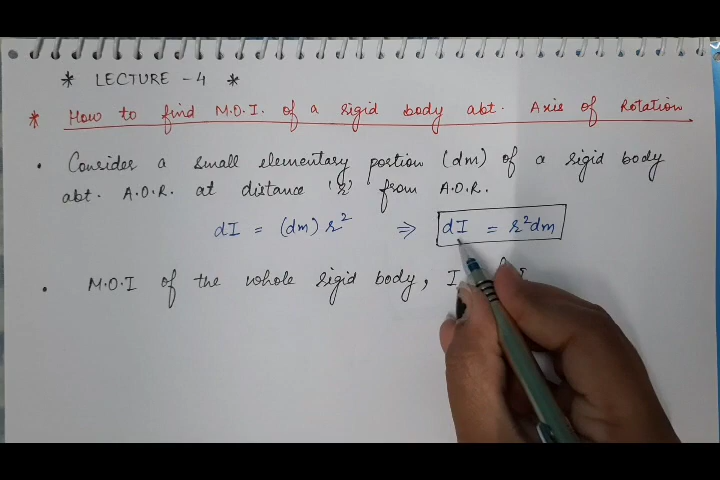 * LECTURE - 4 *
* How to find M.O.I. of a rigid body abt. Axis of Rotation
• Consider a small elementary portion (dm) of a rigid body
abt. A.O.R. at distance 'r' from A.O.R.
dI = (dm) r² ⇒ dI = r²dm
• M.O.I of the whole rigid body, I